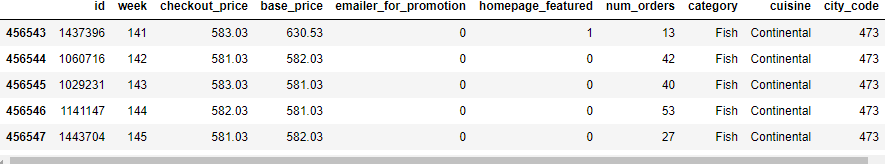 id week checkout_price base_price emailer_for_promotion homepage_featured num_orders category cuisine city_code
456543 1437396 141 583.03 630.53 0 1 13 Fish Continental 473
456544 1060716 142 581.03 582.03 0 0 42 Fish Continental 473
456545 1029231 143 583.03 581.03 0 0 40 Fish Continental 473
456546 1141147 144 582.03 581.03 0 0 53 Fish Continental 473
456547 1443704 145 581.03 582.03 0 0 27 Fish Continental 473